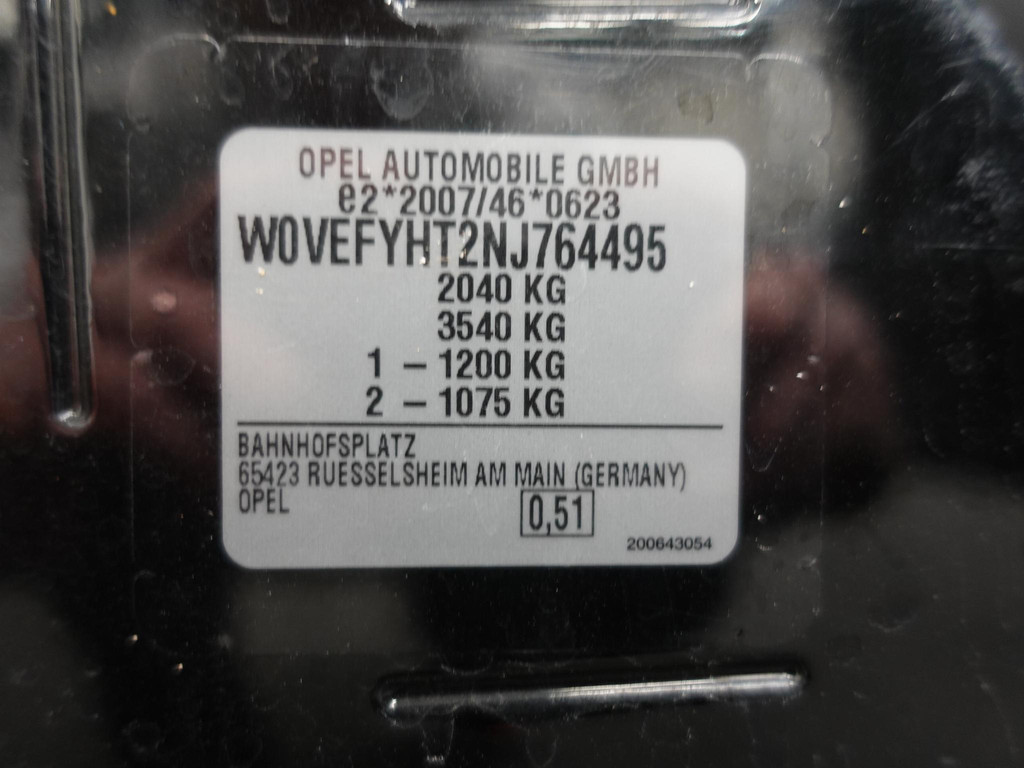 OPEL AUTOMOBILE GMBH
e2*2007/46*0623
W0VEFYHT2NJ764495
2040 KG
3540 KG
1 – 1200 KG
2 – 1075 KG
BAHNHOFSPLATZ
65423 RUESSELSHEIM AM MAIN (GERMANY)
OPEL
0,51
200643054